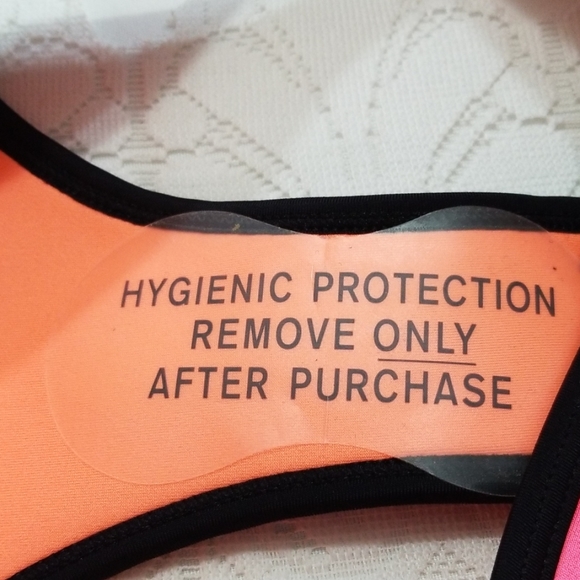 HYGIENIC PROTECTION
REMOVE ONLY
AFTER PURCHASE